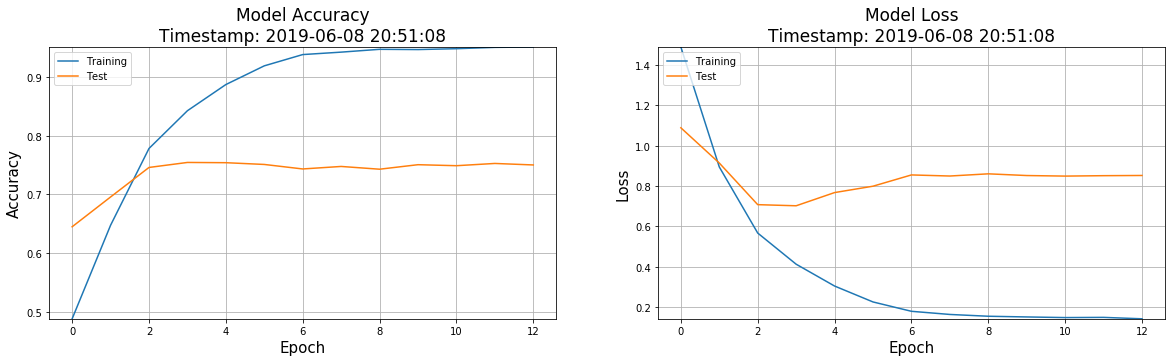 Model Accuracy
Timestamp: 2019-06-08 20:51:08
Training
Test
0.9
0.8
0.7
0.6
0.5
Accuracy
0
2
4
6
8
10
12
Epoch
Model Loss
Timestamp: 2019-06-08 20:51:08
Training
Test
1.4
1.2
1.0
0.8
0.6
0.4
0.2
Loss
0
2
4
6
8
10
12
Epoch